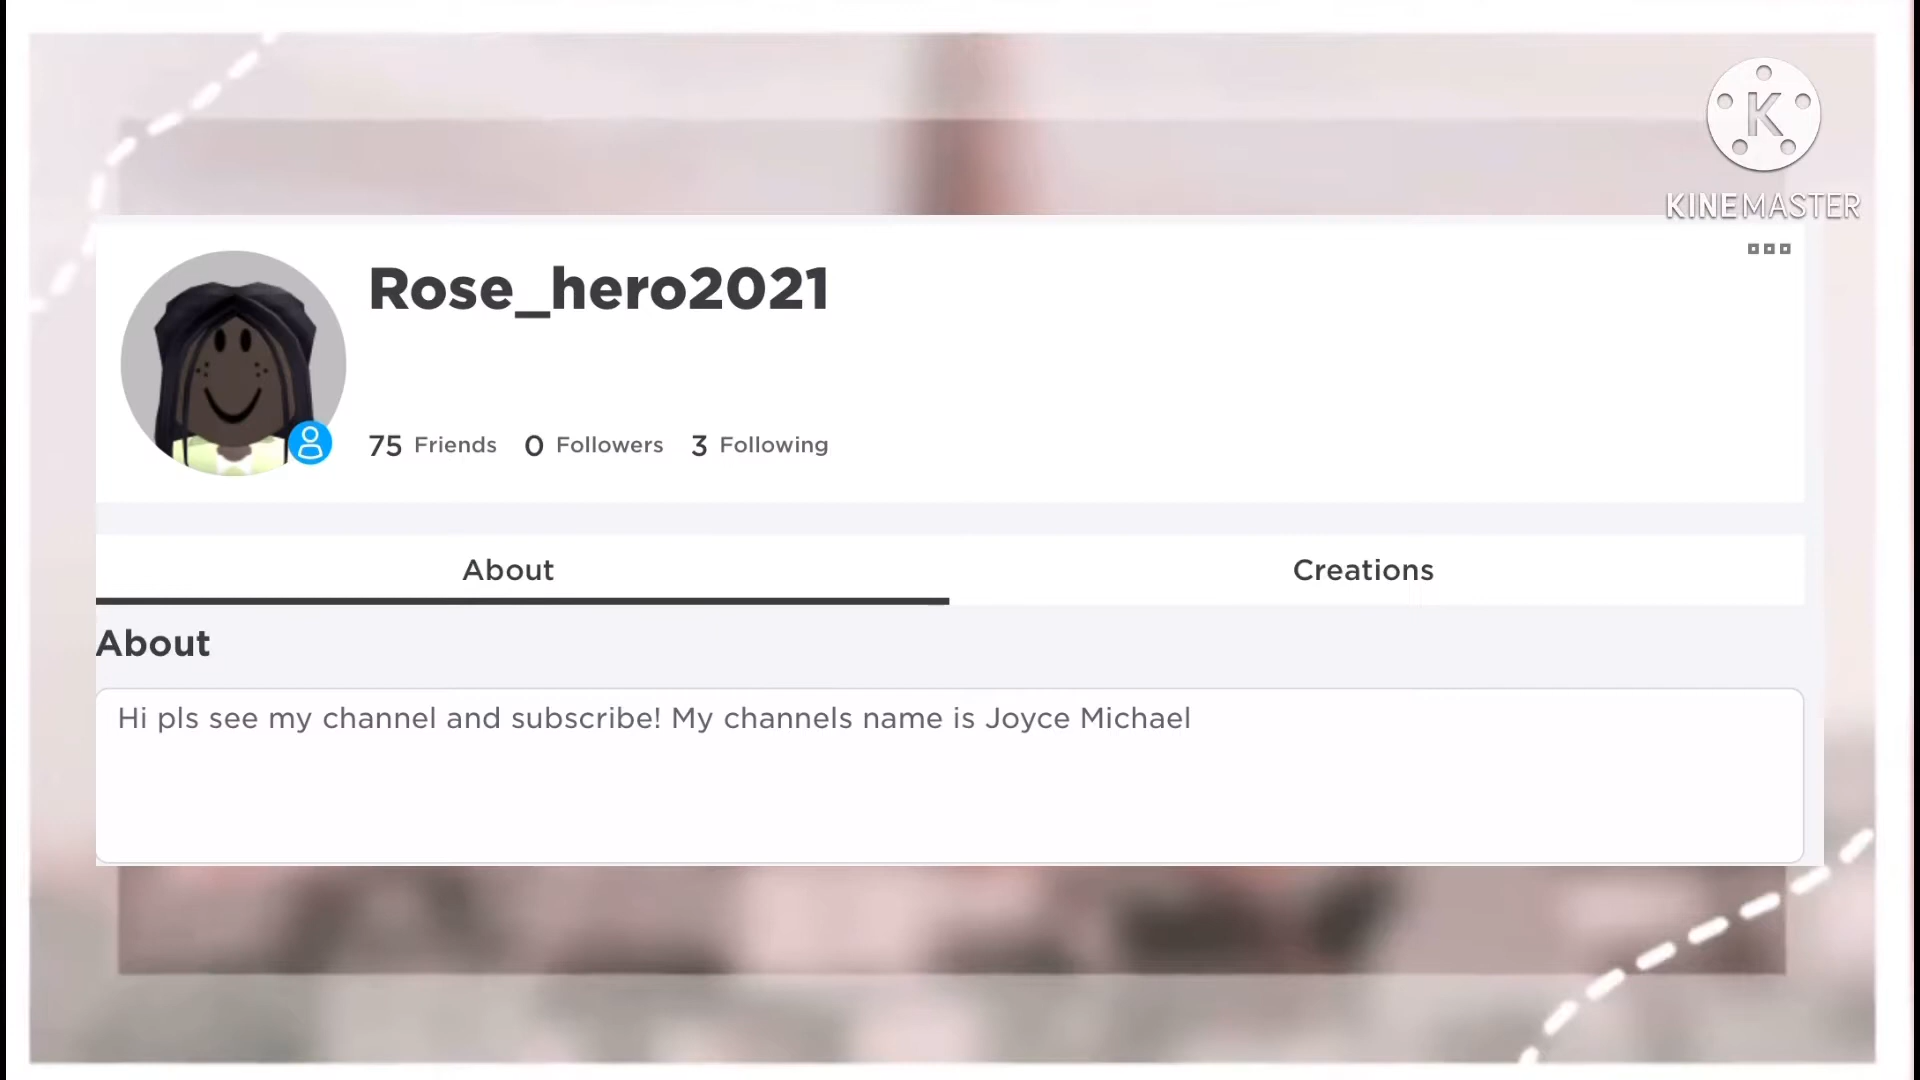 K
KINEMASTER
Rose_hero2021
75 Friends 0 Followers 3 Following
About Creations
About
Hi pls see my channel and subscribe! My channels name is Joyce Michael